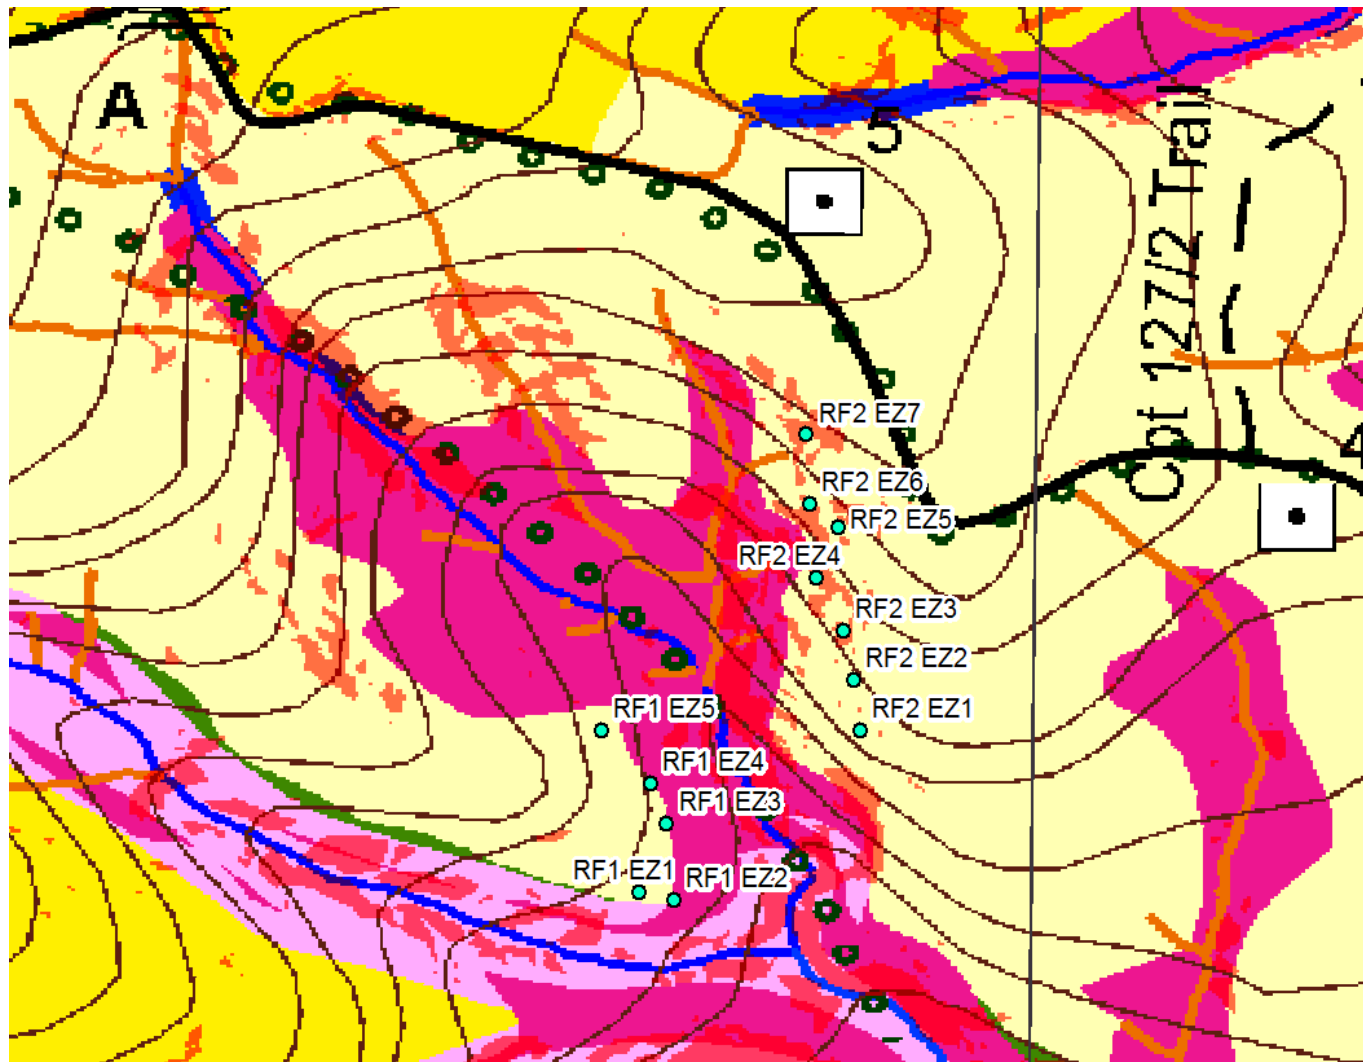 A
5
Cpt 127/2 Trail
4
RF2 EZ7
RF2 EZ6
RF2 EZ5
RF2 EZ4
RF2 EZ3
RF2 EZ2
RF1 EZ5
RF2 EZ1
RF1 EZ4
RF1 EZ3
RF1 EZ1
RF1 EZ2